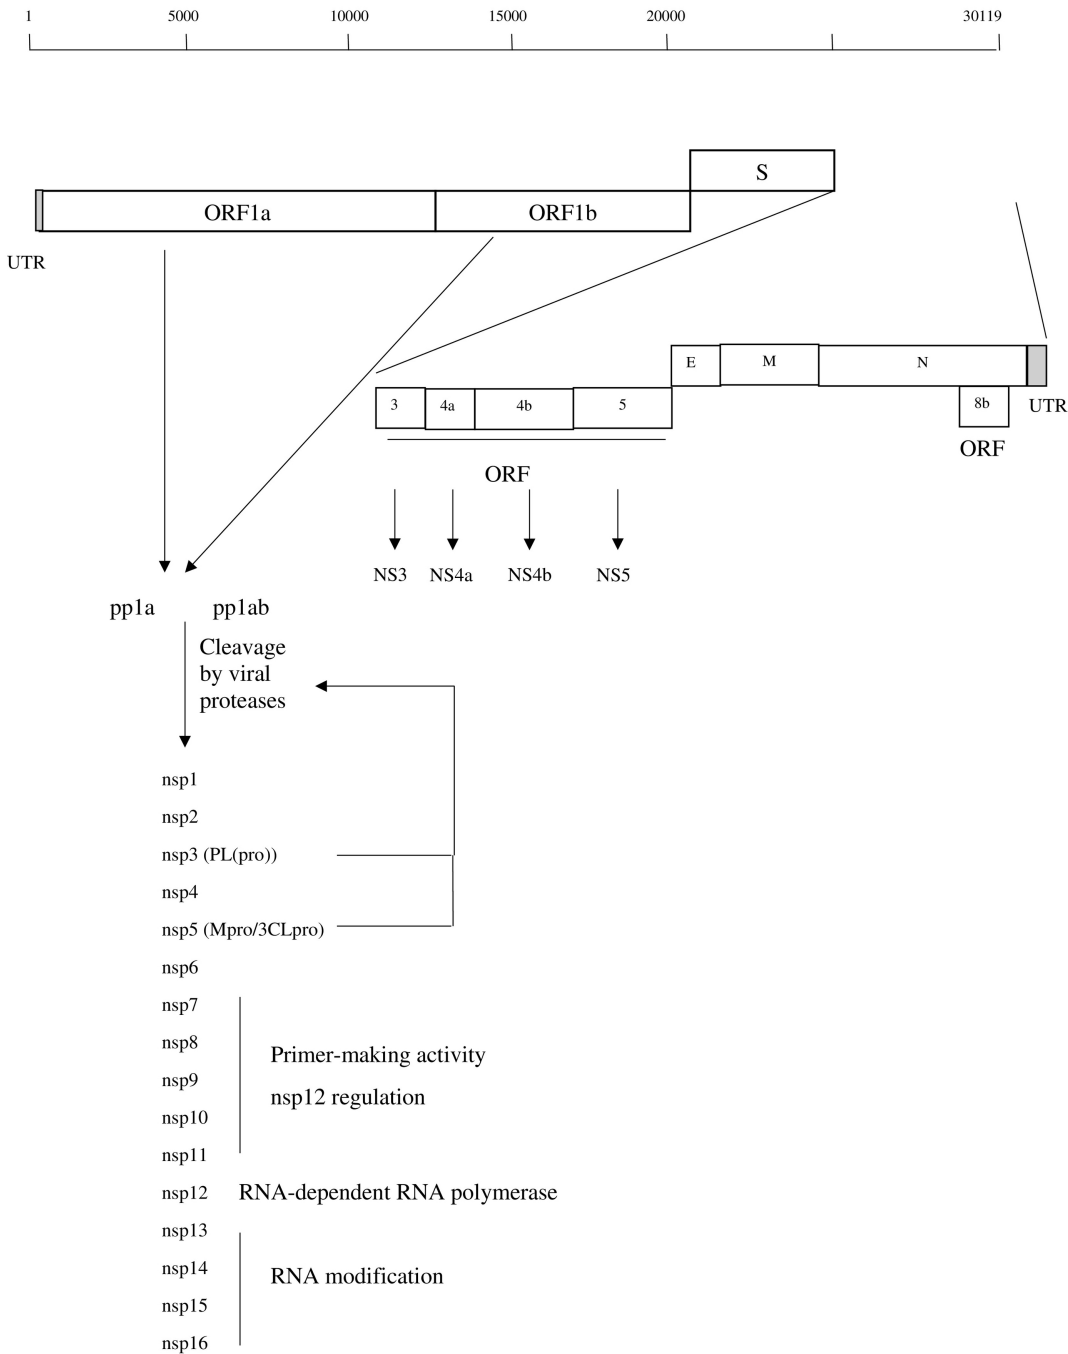 1 5000 10000 15000 20000 30119
S
ORF1a ORF1b
UTR
E M N
3 4a 4b 5 8b UTR
ORF
ORF
NS3 NS4a NS4b NS5
pp1a pp1ab
Cleavage
by viral
proteases
nsp1
nsp2
nsp3 (PL(pro))
nsp4
nsp5 (Mpro/3CLpro)
nsp6
nsp7
nsp8
Primer-making activity
nsp9
nsp12 regulation
nsp10
nsp11
nsp12 RNA-dependent RNA polymerase
nsp13
nsp14
RNA modification
nsp15
nsp16